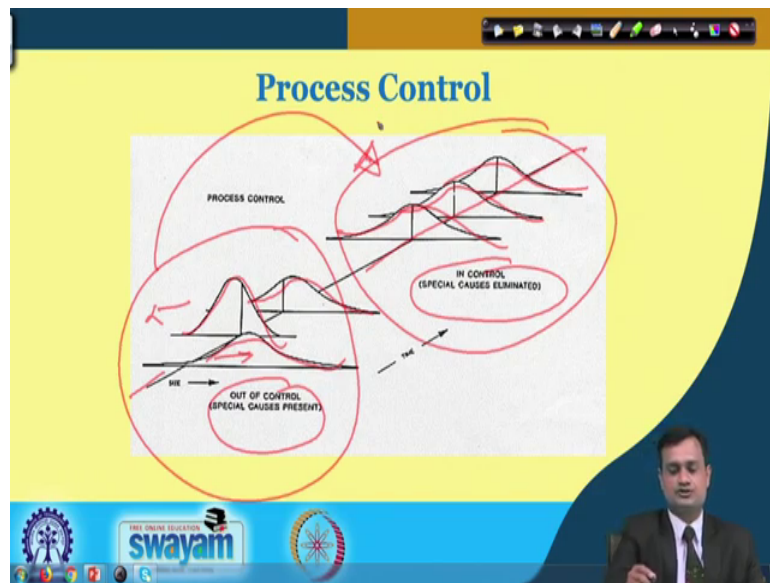 Process Control
PROCESS CONTROL
IN CONTROL
(SPECIAL CAUSES ELIMINATED)
TIME
SIZE
OUT OF CONTROL
(SPECIAL CAUSES PRESENT)
FREE ONLINE EDUCATION
swayam